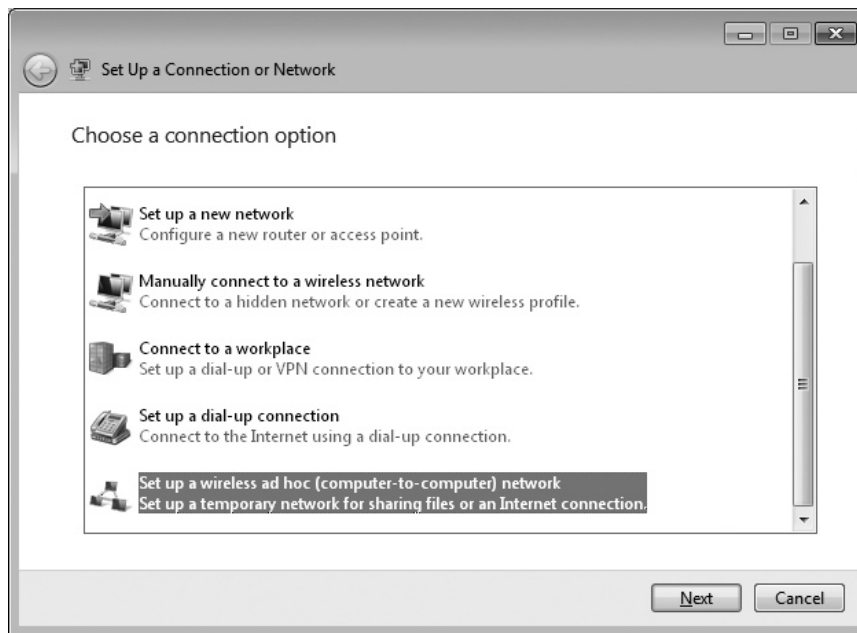 Set Up a Connection or Network
Choose a connection option
Set up a new network
Configure a new router or access point.
Manually connect to a wireless network
Connect to a hidden network or create a new wireless profile.
Connect to a workplace
Set up a dial-up or VPN connection to your workplace.
Set up a dial-up connection
Connect to the Internet using a dial-up connection.
Set up a wireless ad hoc (computer-to-computer) network
Set up a temporary network for sharing files or an Internet connection.
Next Cancel